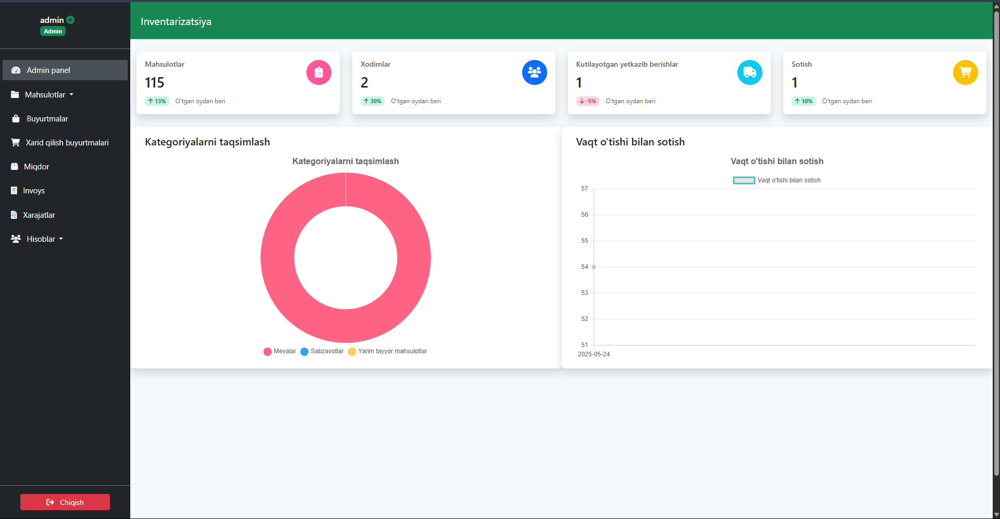 admin
Admin
Admin panel
Mahsulotlar
Buyurtmalar
Xarid qilish buyurtmalari
Miqdor
Invoys
Xarajatlar
Hisoblar
Chiqish
Inventarizatsiya
Mahsulotlar
115
13% O'tgan oydan beri
Xodimlar
2
30% O'tgan oydan beri
Kutilayotgan yetkazib berishlar
1
-5% O'tgan oydan beri
Sotish
1
10% O'tgan oydan beri
Kategoriyalarni taqsimlash
Kategoriyalarni taqsimlash
Mevalar Sabzavotlar Yarim tayyor mahsulotlar
Vaqt o'tishi bilan sotish
Vaqt o'tishi bilan sotish
Vaqt o'tishi bilan sotish
57
56
55
54
53
52
51
2025-05-24